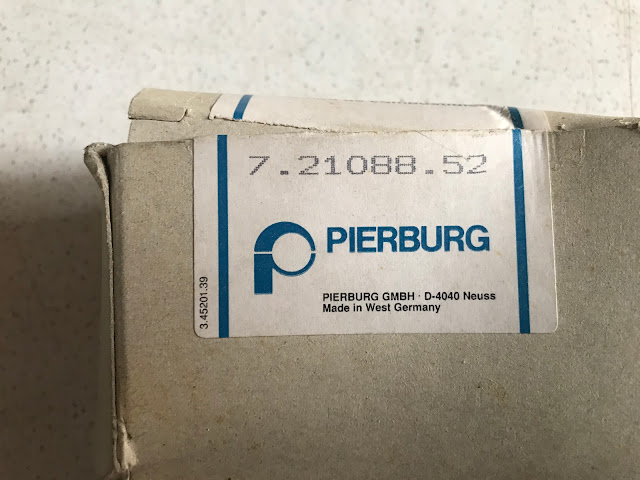 7.21088.52
PIERBURG
PIERBURG GMBH · D-4040 Neuss
Made in West Germany
3.45201.39